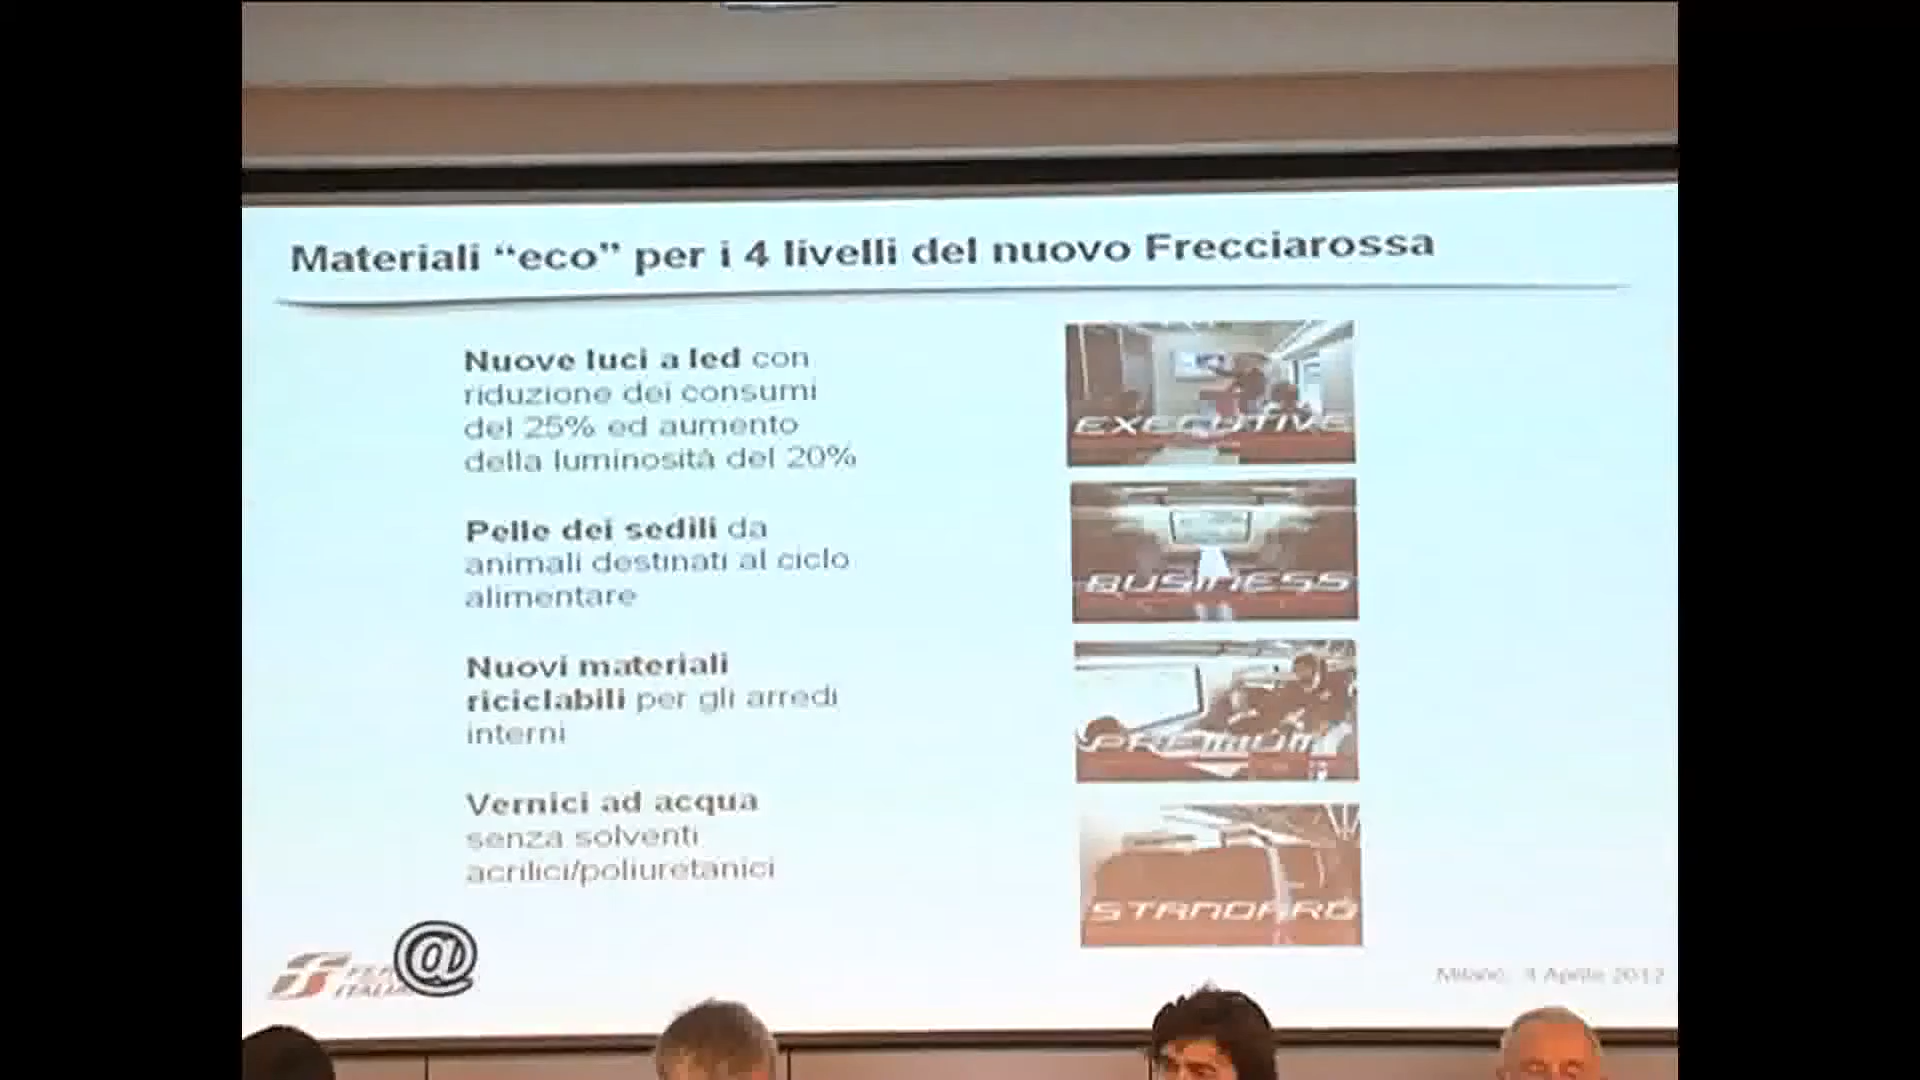 Materiali “eco” per i 4 livelli del nuovo Frecciarossa
Nuove luci a led con
riduzione dei consumi
del 25% ed aumento
della luminosità del 20%
Pelle dei sedili da
animali destinati al ciclo
alimentare
Nuovi materiali
riciclabili per gli arredi
interni
Vernici ad acqua
senza solventi
acrilici/poliuretanici
EXECUTIVE
BUSINESS
PREMIUM
STANDARD
@
Milano, Aprile 2012